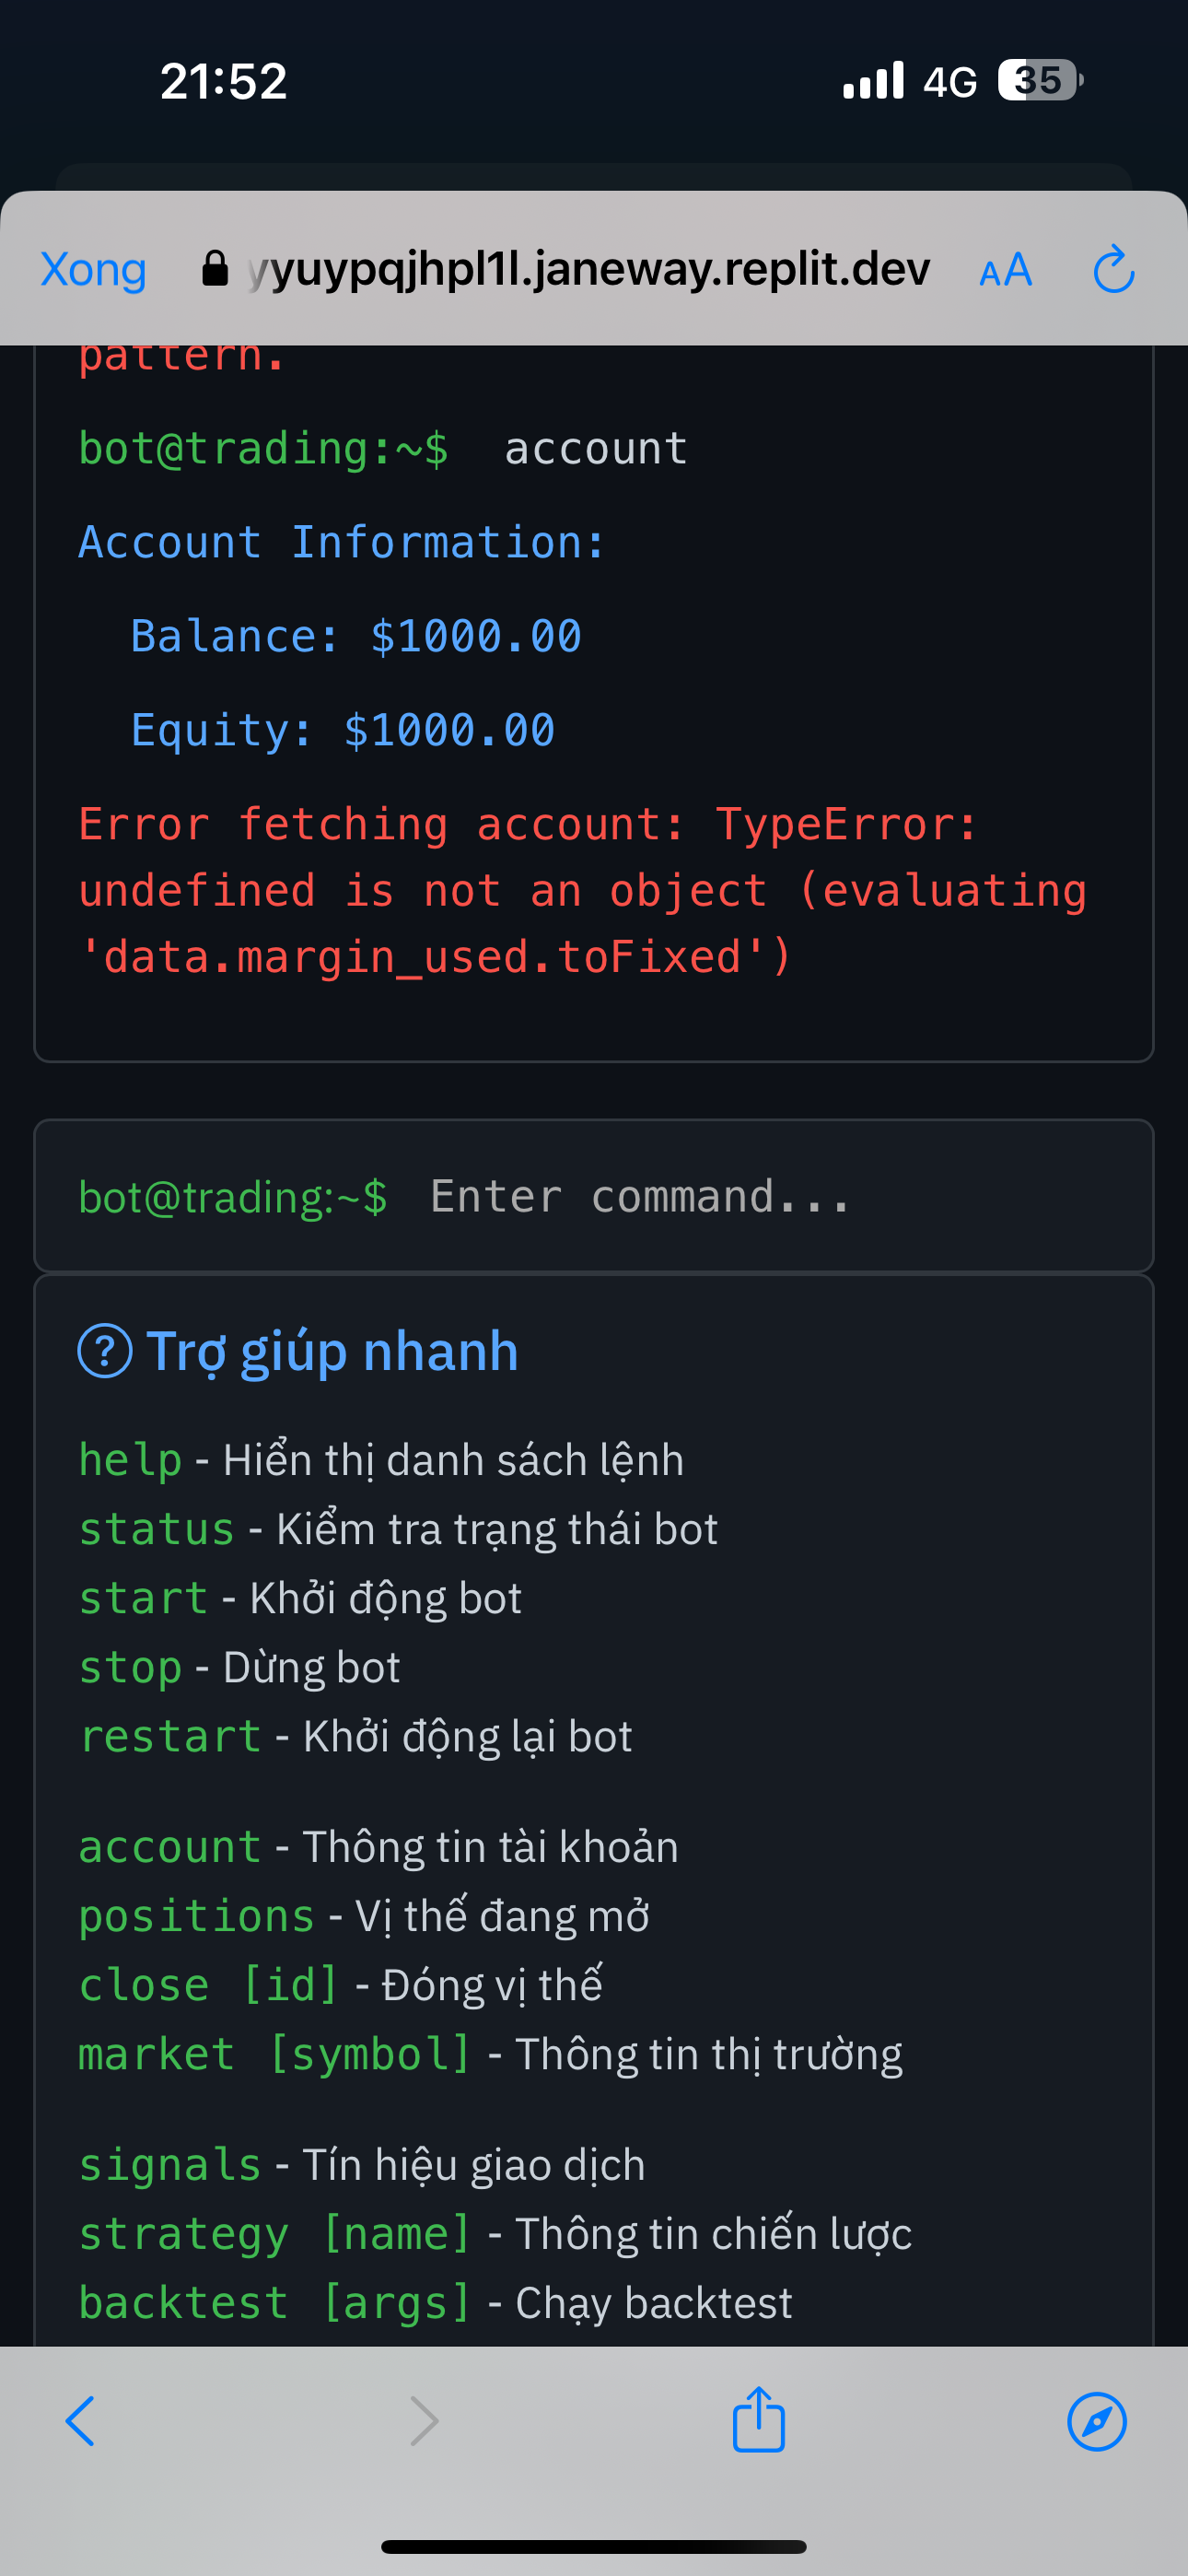 21:52
4G 35
Xong yyuypqjhpl1l.janeway.replit.dev AA
pattern.
bot@trading:~$ account
Account Information:
Balance: $1000.00
Equity: $1000.00
Error fetching account: TypeError:
undefined is not an object (evaluating
'data.margin_used.toFixed')
bot@trading:~$ Enter command...
? Trợ giúp nhanh
help - Hiển thị danh sách lệnh
status - Kiểm tra trạng thái bot
start - Khởi động bot
stop - Dừng bot
restart - Khởi động lại bot
account - Thông tin tài khoản
positions - Vị thế đang mở
close [id] - Đóng vị thế
market [symbol] - Thông tin thị trường
signals - Tín hiệu giao dịch
strategy [name] - Thông tin chiến lược
backtest [args] - Chạy backtest